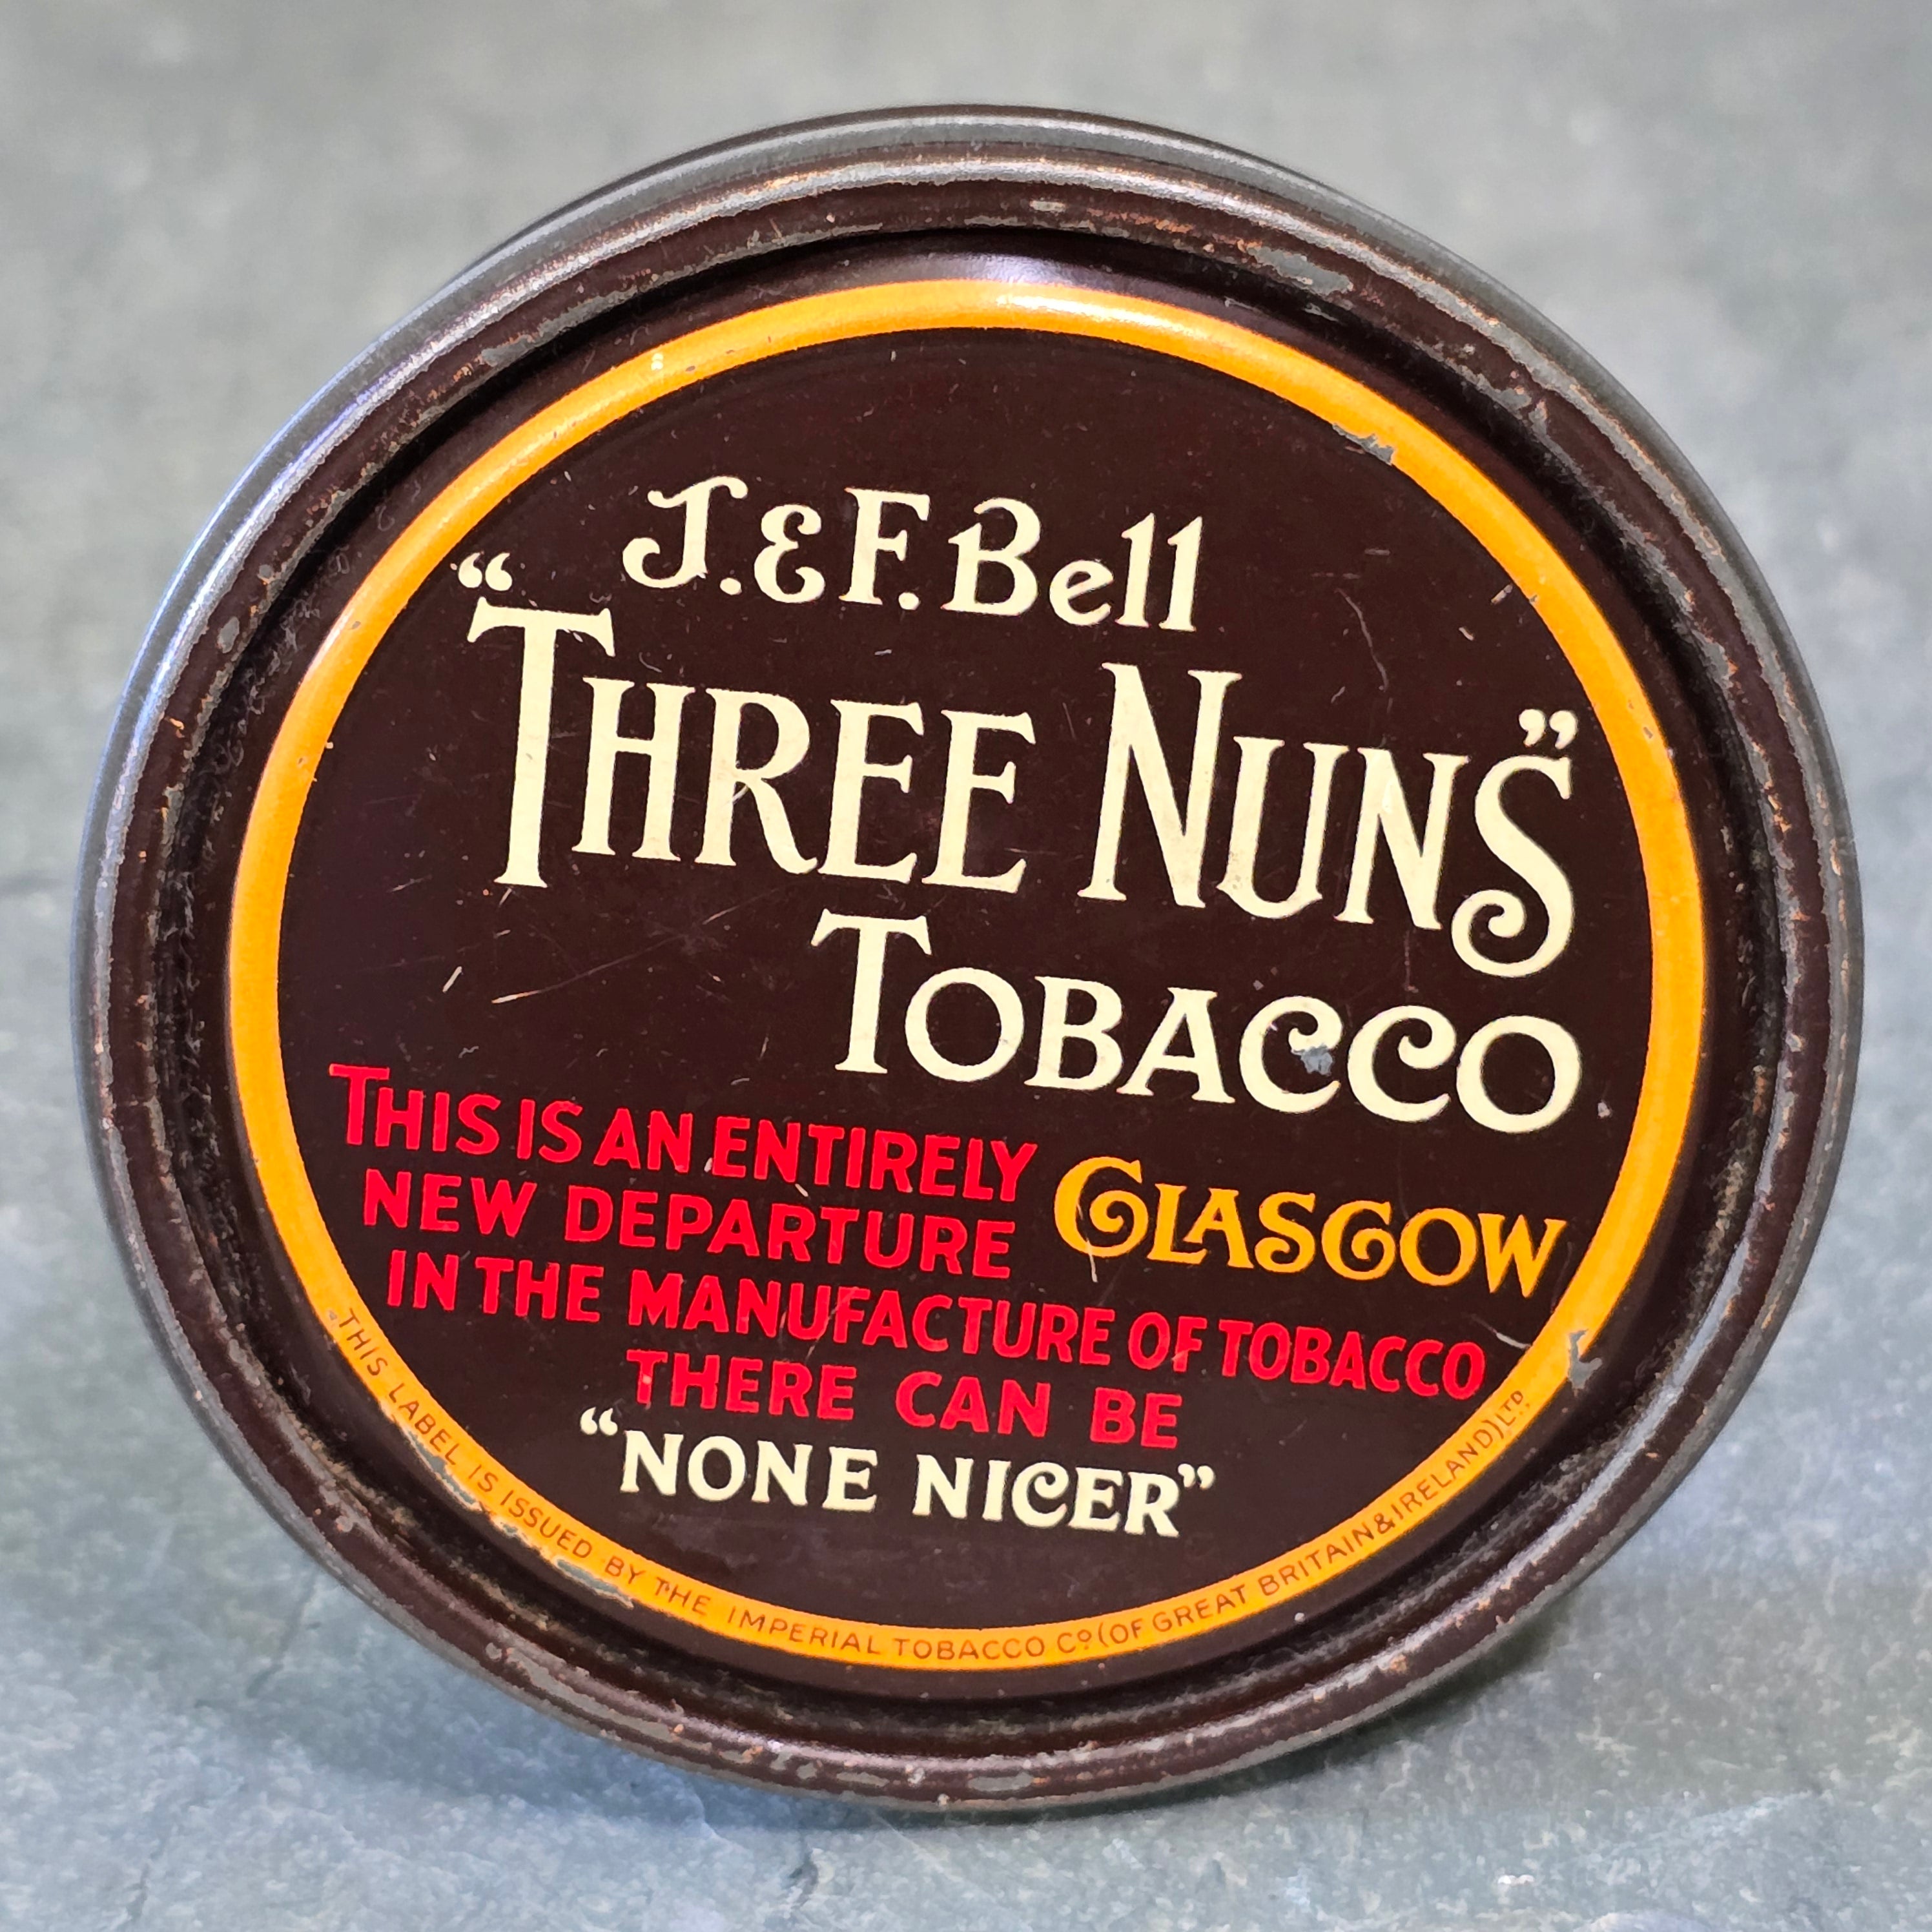 J.&F. Bell
“THREE NUNS”
TOBACCO
THIS IS AN ENTIRELY
NEW DEPARTURE
GLASGOW
IN THE MANUFACTURE OF TOBACCO
THERE CAN BE
“NONE NICER”
THIS LABEL IS ISSUED BY THE IMPERIAL TOBACCO Co (OF GREAT BRITAIN & IRELAND) LTD.